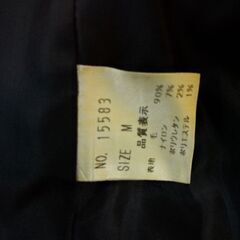 NO. 15583
SIZE M
品質表示
表地 毛 90%
ナイロン 7%
ポリウレタン 2%
ポリエステル 1%